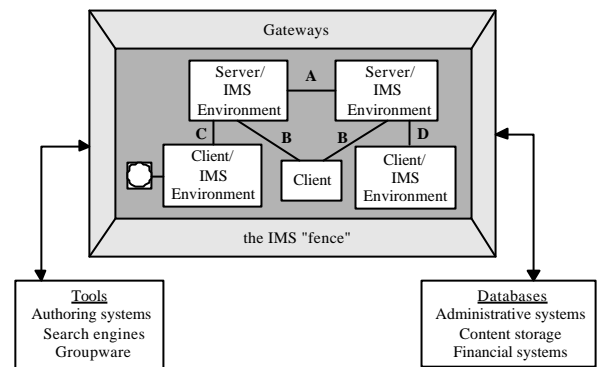 Gateways
Server/
IMS
Environment
A
Server/
IMS
Environment
C
B
B
D
Client/
IMS
Environment
Client
Client/
IMS
Environment
the IMS "fence"
Tools
Authoring systems
Search engines
Groupware
Databases
Administrative systems
Content storage
Financial systems